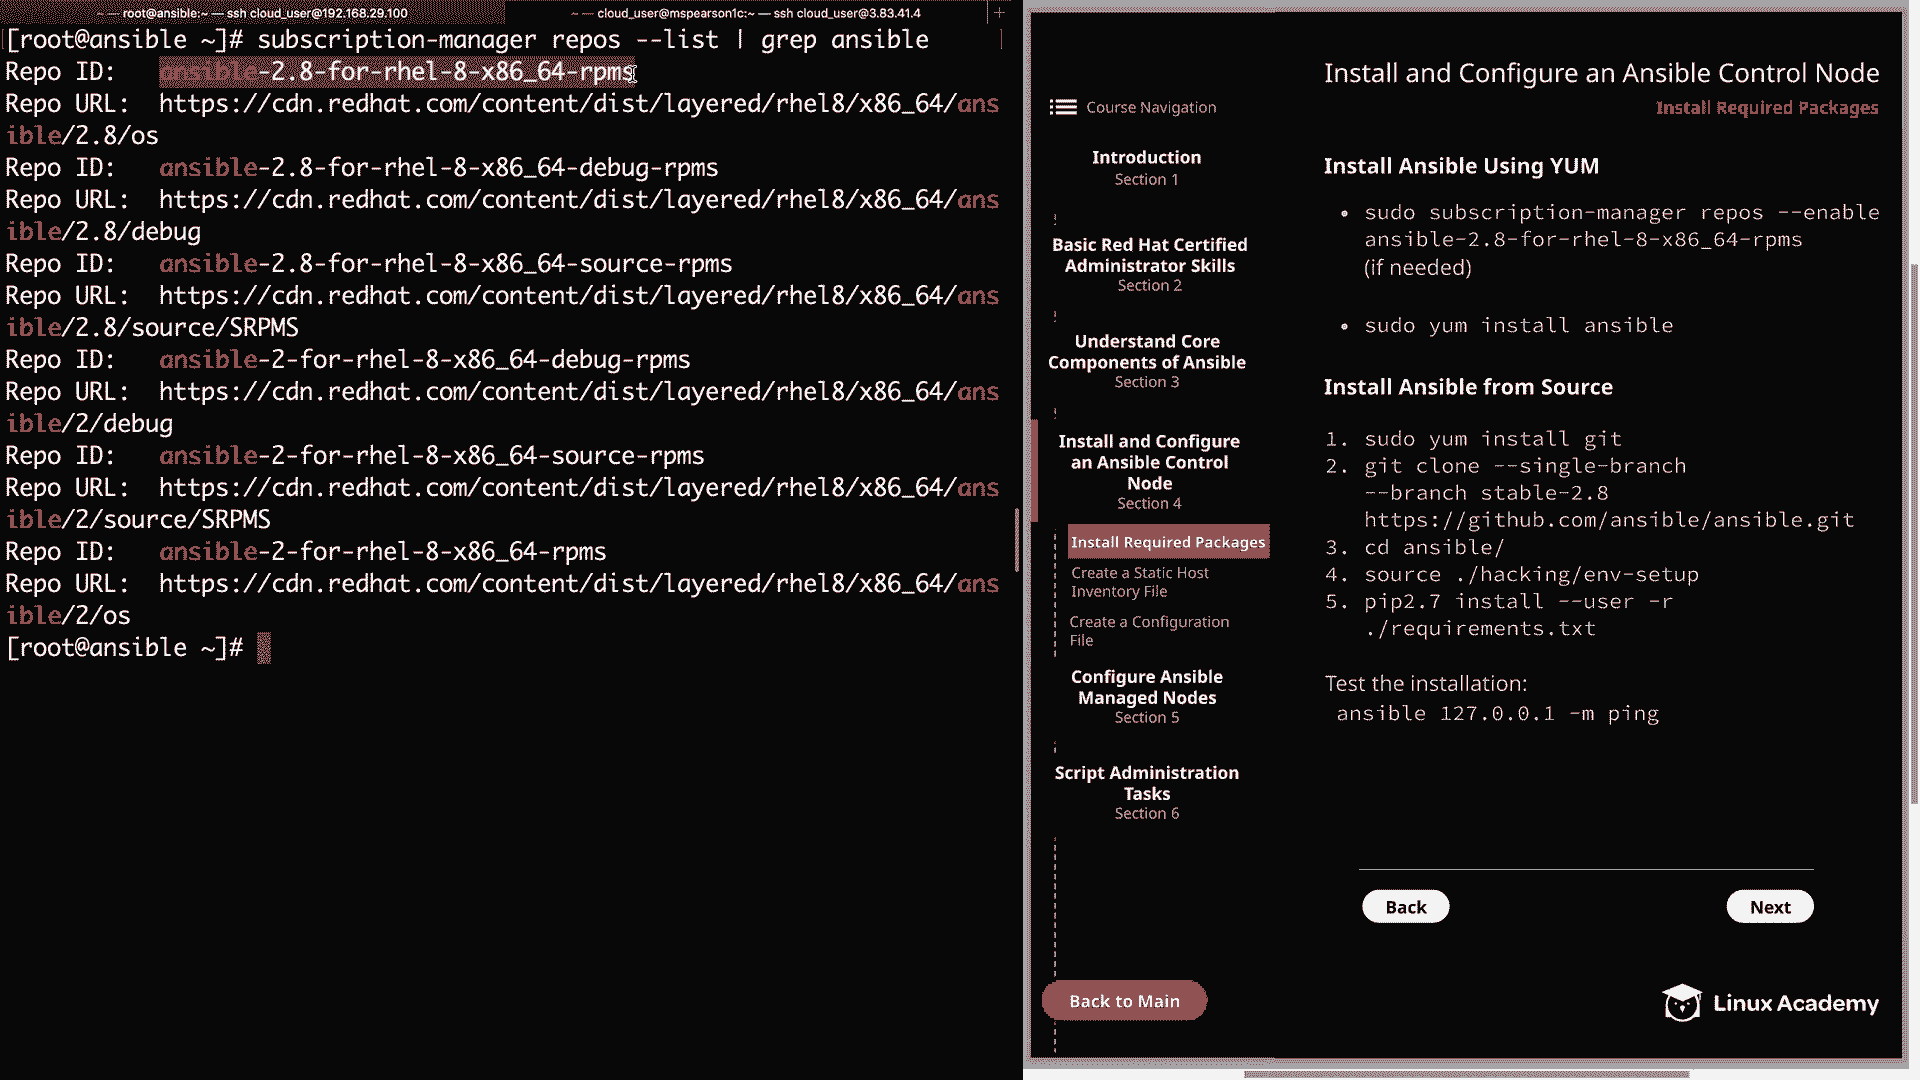 ~ — root@ansible:~ — ssh cloud_user@192.168.29.100
~ — cloud_user@mspearson1c:~ — ssh cloud_user@3.83.41.4
+
[root@ansible ~]# subscription-manager repos --list | grep ansible
Repo ID:   ansible-2.8-for-rhel-8-x86_64-rpms
Repo URL:  https://cdn.redhat.com/content/dist/layered/rhel8/x86_64/ans
ible/2.8/os
Repo ID:   ansible-2.8-for-rhel-8-x86_64-debug-rpms
Repo URL:  https://cdn.redhat.com/content/dist/layered/rhel8/x86_64/ans
ible/2.8/debug
Repo ID:   ansible-2.8-for-rhel-8-x86_64-source-rpms
Repo URL:  https://cdn.redhat.com/content/dist/layered/rhel8/x86_64/ans
ible/2.8/source/SRPMS
Repo ID:   ansible-2-for-rhel-8-x86_64-debug-rpms
Repo URL:  https://cdn.redhat.com/content/dist/layered/rhel8/x86_64/ans
ible/2/debug
Repo ID:   ansible-2-for-rhel-8-x86_64-source-rpms
Repo URL:  https://cdn.redhat.com/content/dist/layered/rhel8/x86_64/ans
ible/2/source/SRPMS
Repo ID:   ansible-2-for-rhel-8-x86_64-rpms
Repo URL:  https://cdn.redhat.com/content/dist/layered/rhel8/x86_64/ans
ible/2/os
[root@ansible ~]#
Install and Configure an Ansible Control Node
Course Navigation
Install Required Packages
Introduction
Section 1
Basic Red Hat Certified
Administrator Skills
Section 2
Understand Core
Components of Ansible
Section 3
Install and Configure
an Ansible Control
Node
Section 4
Install Required Packages
Create a Static Host
Inventory File
Create a Configuration
File
Configure Ansible
Managed Nodes
Section 5
Script Administration
Tasks
Section 6
Back to Main
Install Ansible Using YUM
• sudo subscription-manager repos --enable
ansible-2.8-for-rhel-8-x86_64-rpms
(if needed)
• sudo yum install ansible
Install Ansible from Source
1. sudo yum install git
2. git clone --single-branch
--branch stable-2.8
https://github.com/ansible/ansible.git
3. cd ansible/
4. source ./hacking/env-setup
5. pip2.7 install --user -r
./requirements.txt
Test the installation:
ansible 127.0.0.1 -m ping
Back
Next
Linux Academy